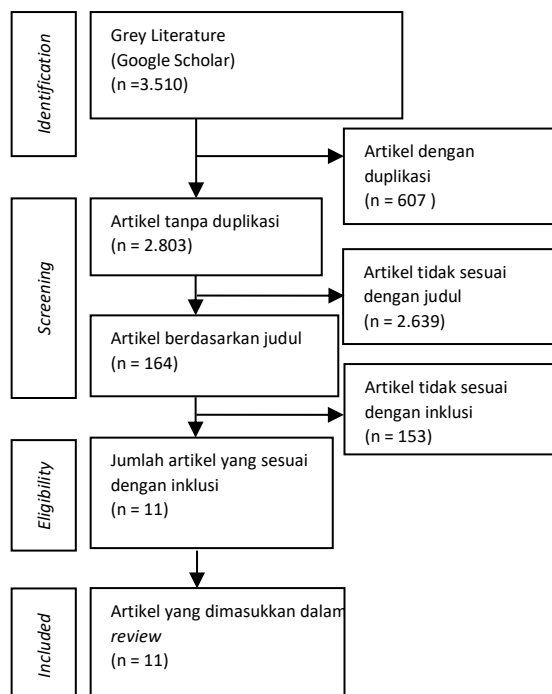 Identification
Grey Literature
(Google Scholar)
(n =3.510)
Artikel dengan
duplikasi
(n = 607 )
Screening
Artikel tanpa duplikasi
(n = 2.803)
Artikel tidak sesuai
dengan judul
(n = 2.639)
Artikel berdasarkan judul
(n = 164)
Artikel tidak sesuai
dengan inklusi
(n = 153)
Eligibility
Jumlah artikel yang sesuai
dengan inklusi
(n = 11)
Included
Artikel yang dimasukkan dalam
review
(n = 11)